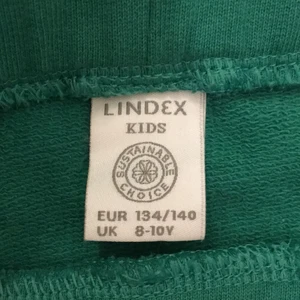 LINDEX
KIDS
SUSTAINABLE
CHOICE
EUR 134/140
UK 8-10Y